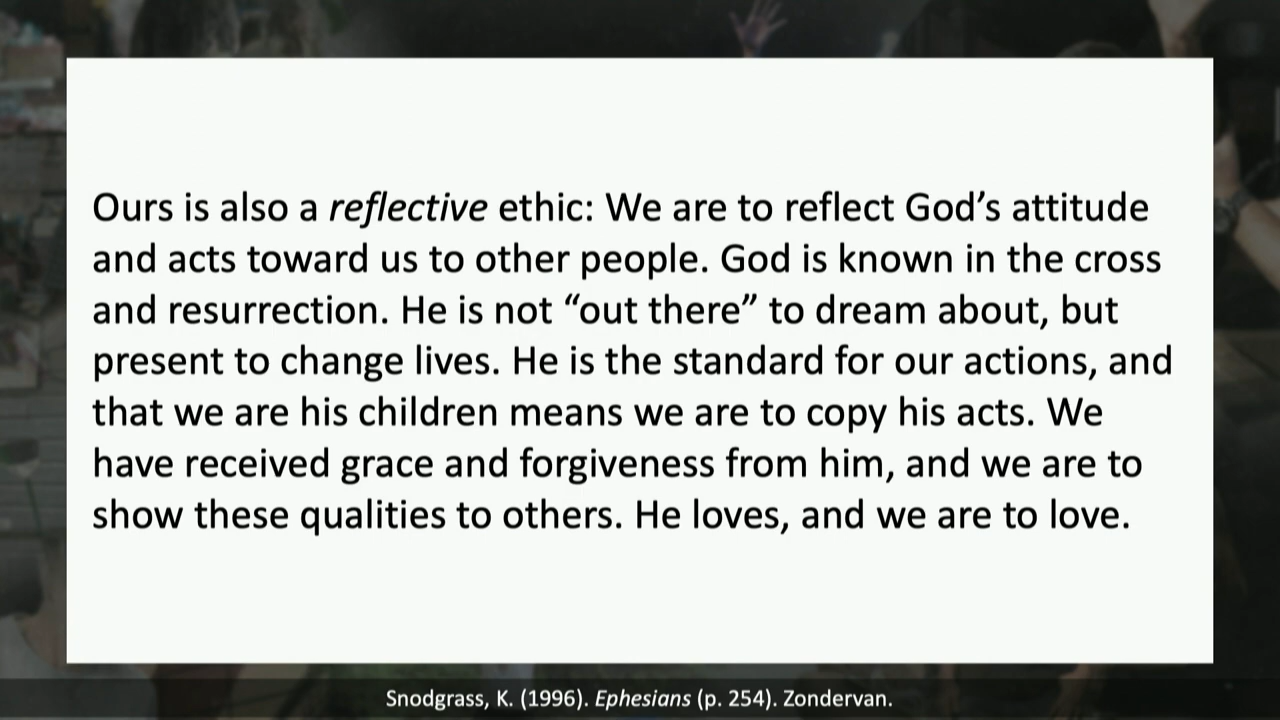 Ours is also a reflective ethic: We are to reflect God’s attitude
and acts toward us to other people. God is known in the cross
and resurrection. He is not “out there” to dream about, but
present to change lives. He is the standard for our actions, and
that we are his children means we are to copy his acts. We
have received grace and forgiveness from him, and we are to
show these qualities to others. He loves, and we are to love.
Snodgrass, K. (1996). Ephesians (p. 254). Zondervan.